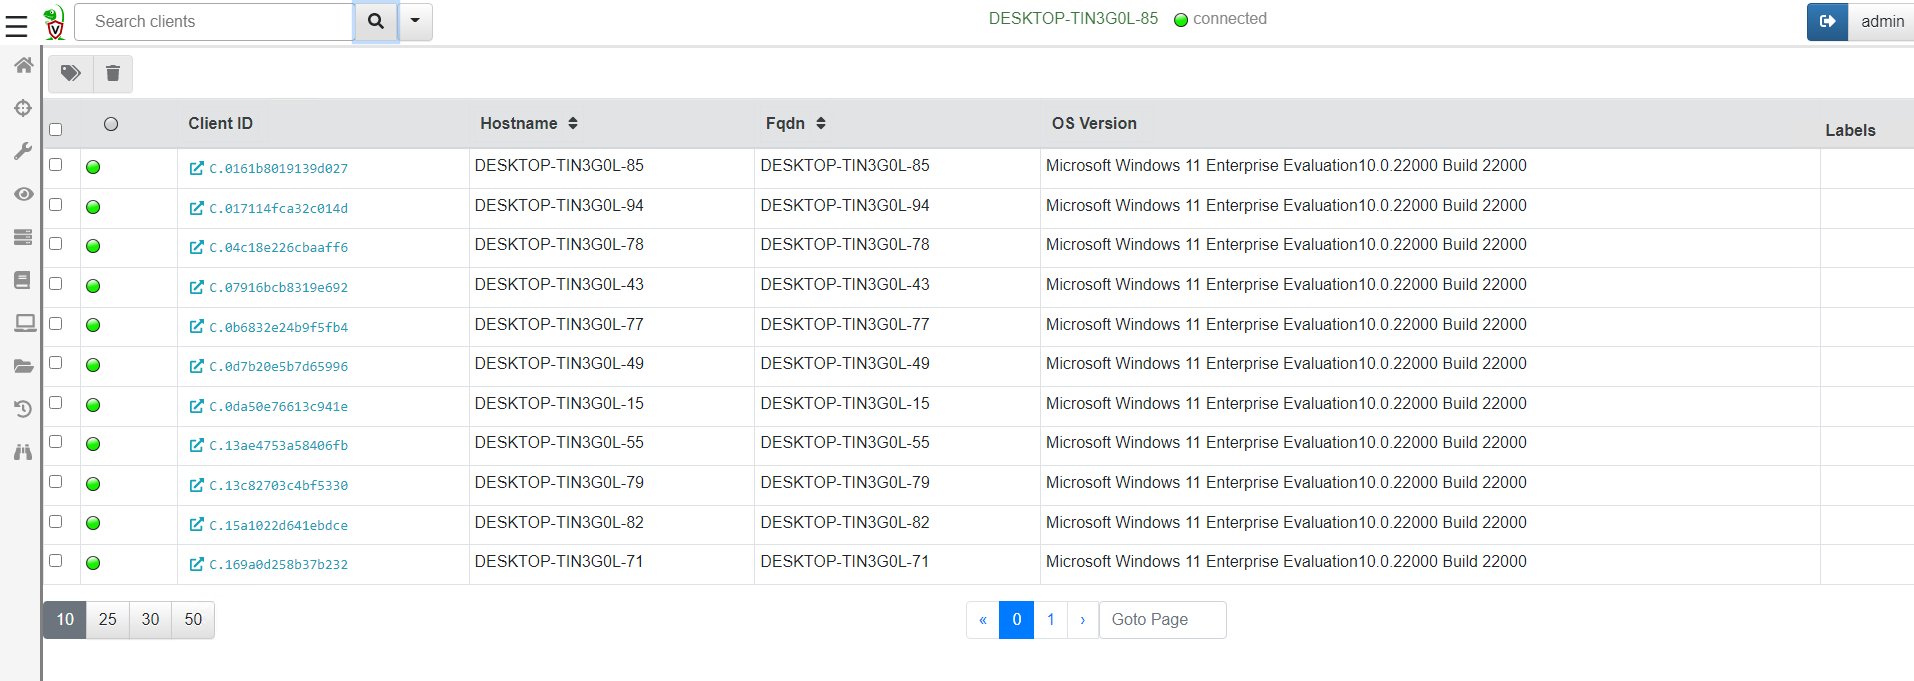 Search clients DESKTOP-TIN3G0L-85 connected admin
Client ID Hostname Fqdn OS Version Labels
C.0161b8019139d027 DESKTOP-TIN3G0L-85 DESKTOP-TIN3G0L-85 Microsoft Windows 11 Enterprise Evaluation10.0.22000 Build 22000
C.017114fca32c014d DESKTOP-TIN3G0L-94 DESKTOP-TIN3G0L-94 Microsoft Windows 11 Enterprise Evaluation10.0.22000 Build 22000
C.04c18e226cbaaff6 DESKTOP-TIN3G0L-78 DESKTOP-TIN3G0L-78 Microsoft Windows 11 Enterprise Evaluation10.0.22000 Build 22000
C.07916bcb8319e692 DESKTOP-TIN3G0L-43 DESKTOP-TIN3G0L-43 Microsoft Windows 11 Enterprise Evaluation10.0.22000 Build 22000
C.0b6832e24b9f5fb4 DESKTOP-TIN3G0L-77 DESKTOP-TIN3G0L-77 Microsoft Windows 11 Enterprise Evaluation10.0.22000 Build 22000
C.0d7b20e5b7d65996 DESKTOP-TIN3G0L-49 DESKTOP-TIN3G0L-49 Microsoft Windows 11 Enterprise Evaluation10.0.22000 Build 22000
C.0da50e76613c941e DESKTOP-TIN3G0L-15 DESKTOP-TIN3G0L-15 Microsoft Windows 11 Enterprise Evaluation10.0.22000 Build 22000
C.13ae4753a58406fb DESKTOP-TIN3G0L-55 DESKTOP-TIN3G0L-55 Microsoft Windows 11 Enterprise Evaluation10.0.22000 Build 22000
C.13c82703c4bf5330 DESKTOP-TIN3G0L-79 DESKTOP-TIN3G0L-79 Microsoft Windows 11 Enterprise Evaluation10.0.22000 Build 22000
C.15a1022d641ebdce DESKTOP-TIN3G0L-82 DESKTOP-TIN3G0L-82 Microsoft Windows 11 Enterprise Evaluation10.0.22000 Build 22000
C.169a0d258b37b232 DESKTOP-TIN3G0L-71 DESKTOP-TIN3G0L-71 Microsoft Windows 11 Enterprise Evaluation10.0.22000 Build 22000
10 25 30 50 « 0 1 › Goto Page